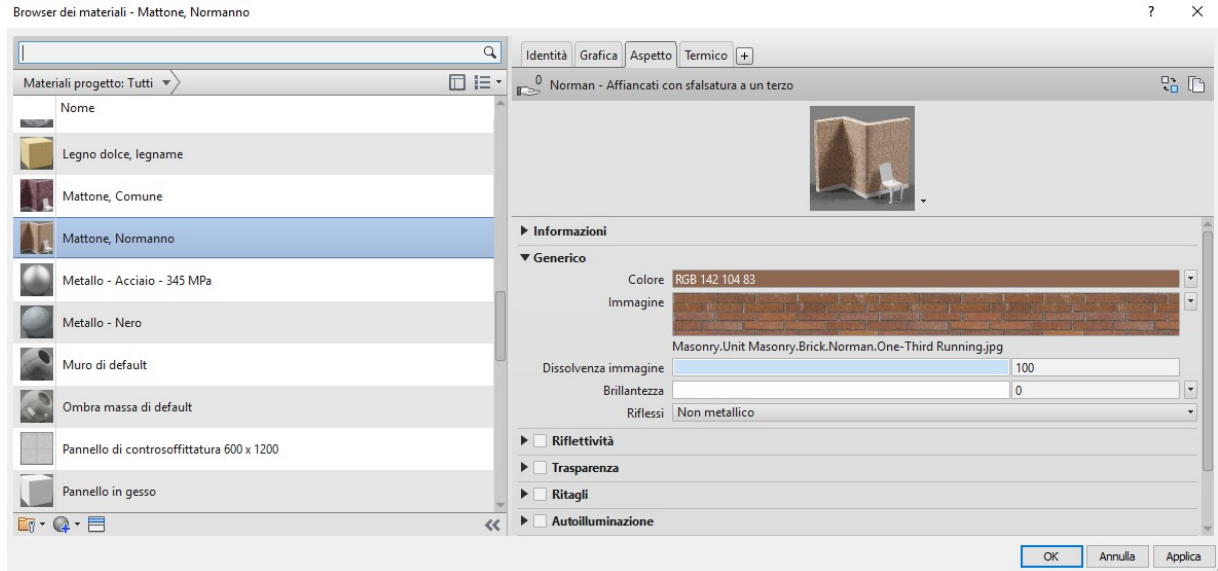 Browser dei materiali - Mattone, Normanno
?
Materiali progetto: Tutti
Nome
Legno dolce, legname
Mattone, Comune
Mattone, Normanno
Metallo - Acciaio - 345 MPa
Metallo - Nero
Muro di default
Ombra massa di default
Pannello di controsoffittatura 600 x 1200
Pannello in gesso
Identità Grafica Aspetto Termico +
0 Norman - Affiancati con sfalsatura a un terzo
Informazioni
Generico
Colore RGB 142 104 83
Immagine
Masonry.Unit Masonry.Brick.Norman.One-Third Running.jpg
Dissolvenza immagine 100
Brillantezza 0
Riflessi Non metallico
Riflettività
Trasparenza
Ritagli
Autoilluminazione
OK Annulla Applica